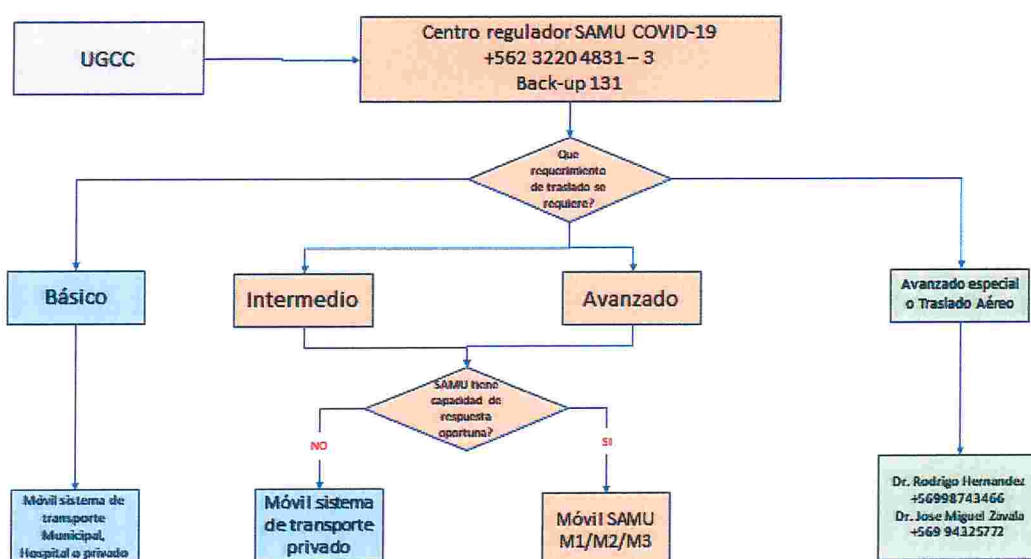 UGCC
Centro regulador SAMU COVID-19
+562 3220 4831 – 3
Back-up 131
Que
requerimiento
de traslado se
requiere?
Básico
Intermedio
Avanzado
Avanzado especial
o Traslado Aéreo
SAMU tiene
capacidad de
respuesta
oportuna?
NO
SI
Móvil sistema de
transporte
Municipal,
Hospital o privado
Móvil sistema
de transporte
privado
Móvil SAMU
M1/M2/M3
Dr. Rodrigo Hernandez
+56998743466
Dr. Jose Miguel Zavala
+569 94325772